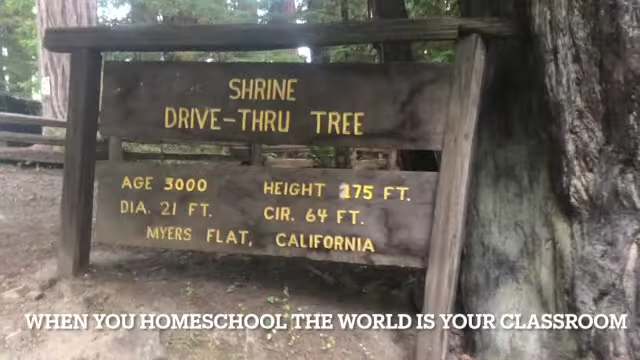 SHRINE
DRIVE-THRU TREE
AGE 3000 HEIGHT 175 FT.
DIA. 21 FT. CIR. 64 FT.
MYERS FLAT, CALIFORNIA
WHEN YOU HOMESCHOOL THE WORLD IS YOUR CLASSROOM